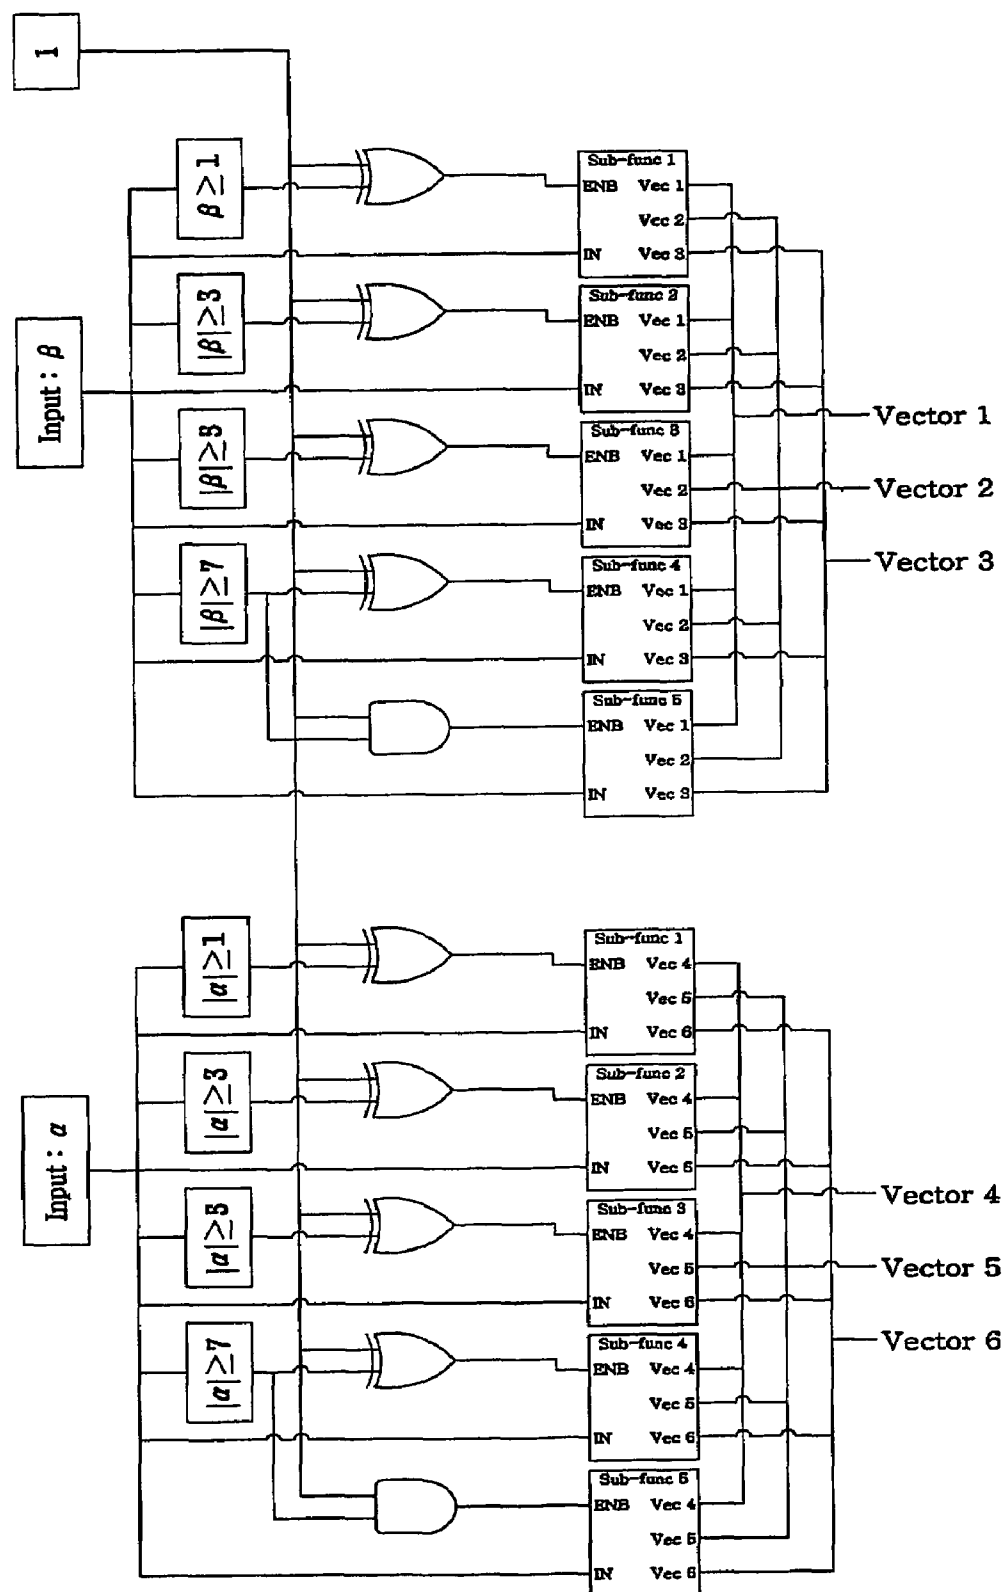 1
Input: β
β ≥ 1
|β| ≥ 3
|β| ≥ 5
|β| ≥ 7
Sub-func 1
ENB Vec 1
Vec 2
IN Vec 3
Sub-func 2
ENB Vec 1
Vec 2
IN Vec 3
Sub-func 3
ENB Vec 1
Vec 2
IN Vec 3
Sub-func 4
ENB Vec 1
Vec 2
IN Vec 3
Sub-func 5
ENB Vec 1
Vec 2
IN Vec 3
Vector 1
Vector 2
Vector 3
Input: α
|α| ≥ 1
|α| ≥ 3
|α| ≥ 5
|α| ≥ 7
Sub-func 1
ENB Vec 4
Vec 5
IN Vec 6
Sub-func 2
ENB Vec 4
Vec 5
IN Vec 6
Sub-func 3
ENB Vec 4
Vec 5
IN Vec 6
Sub-func 4
ENB Vec 4
Vec 5
IN Vec 6
Sub-func 5
ENB Vec 4
Vec 5
IN Vec 6
Vector 4
Vector 5
Vector 6